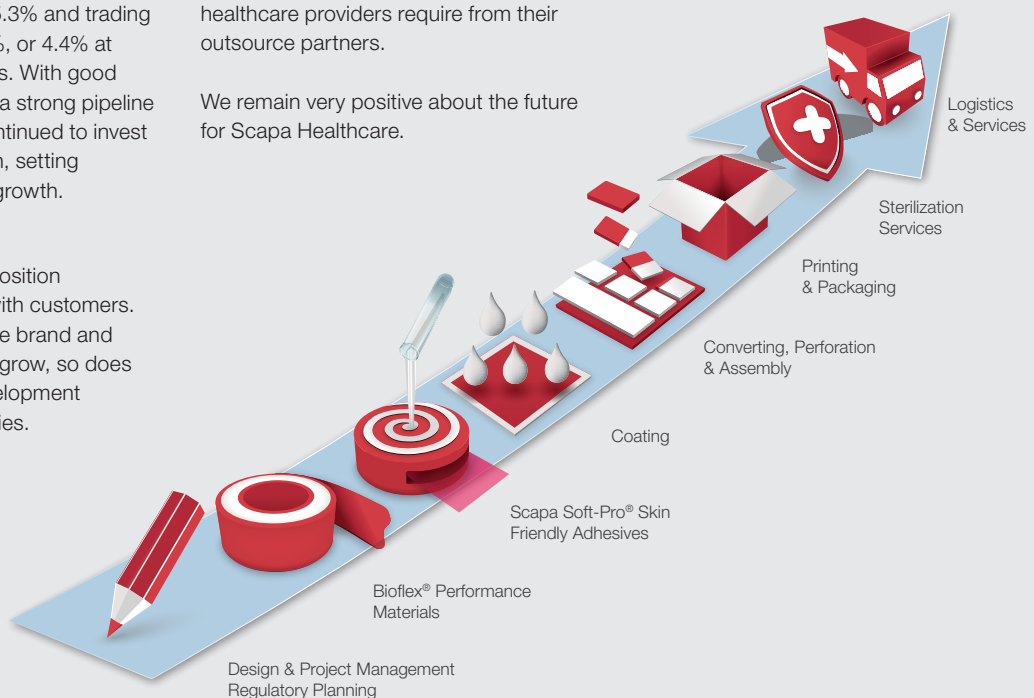 5.3% and trading
%, or 4.4% at
s. With good
a strong pipeline
ntinued to invest
n, setting
growth.
osition
with customers.
e brand and
grow, so does
elopment
ies.
healthcare providers require from their
outsource partners.
We remain very positive about the future
for Scapa Healthcare.
Logistics
& Services
Sterilization
Services
Printing
& Packaging
Converting, Perforation
& Assembly
Coating
Scapa Soft-Pro® Skin
Friendly Adhesives
Bioflex® Performance
Materials
Design & Project Management
Regulatory Planning